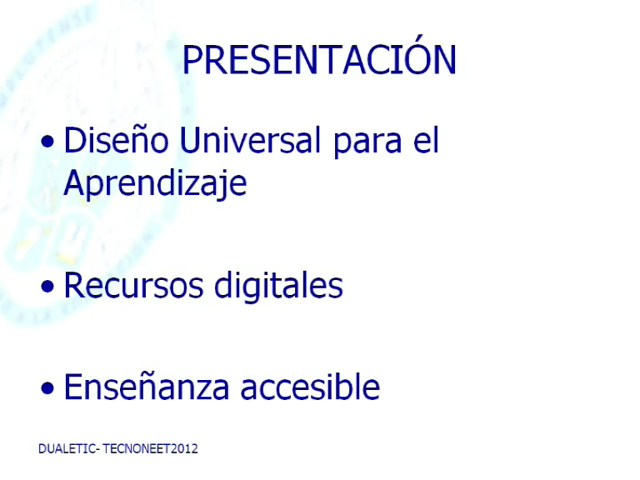 PRESENTACIÓN
• Diseño Universal para el
Aprendizaje
• Recursos digitales
• Enseñanza accesible
DUALETIC- TECNONEET2012